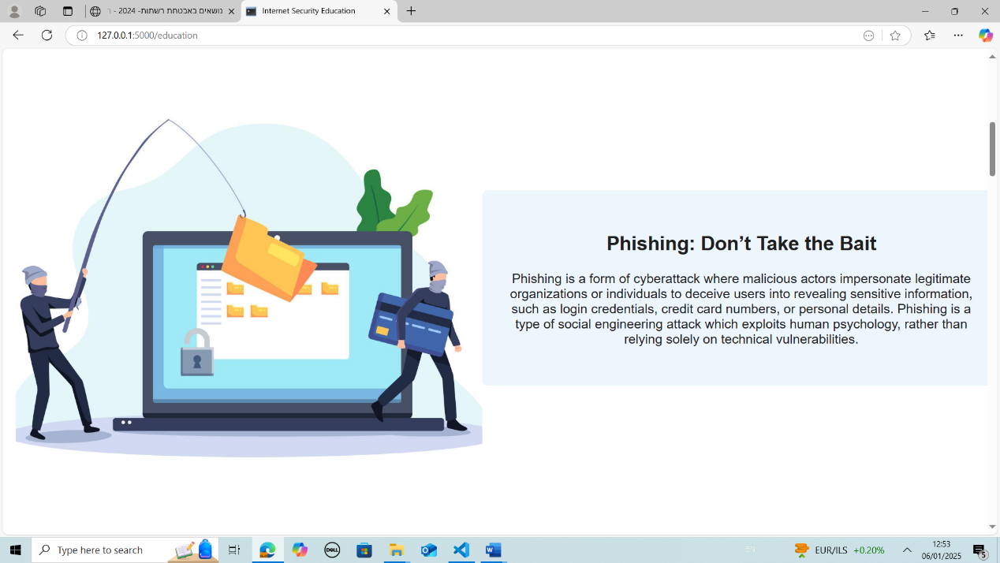 נושאים באבטחת רשתות- 2024 - ר
Internet Security Education
127.0.0.1:5000/education
Phishing: Don’t Take the Bait
Phishing is a form of cyberattack where malicious actors impersonate legitimate
organizations or individuals to deceive users into revealing sensitive information,
such as login credentials, credit card numbers, or personal details. Phishing is a
type of social engineering attack which exploits human psychology, rather than
relying solely on technical vulnerabilities.
Type here to search
DELL
EUR/ILS +0.20%
12:53
06/01/2025
5